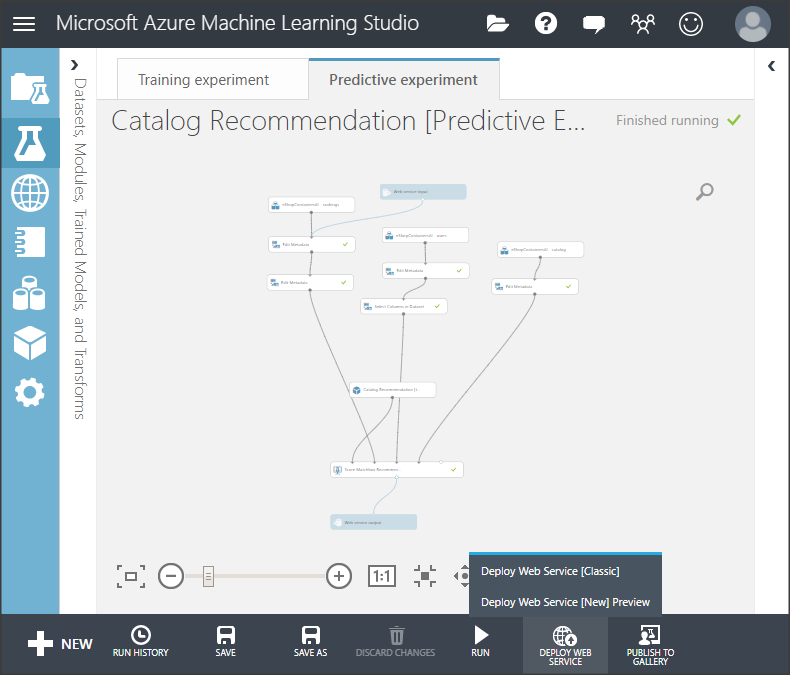 Microsoft Azure Machine Learning Studio
Datasets, Modules, Trained Models, and Transforms
Training experiment
Predictive experiment
Catalog Recommendation [Predictive E...
Finished running
Web service input
Edit Metadata
Edit Metadata
Edit Metadata
Edit Metadata
Select Columns in Dataset
Catalog Recommendation [
Score Matchbox Recommen
Web service output
1:1
Deploy Web Service [Classic]
Deploy Web Service [New] Preview
NEW
RUN HISTORY
SAVE
SAVE AS
DISCARD CHANGES
RUN
DEPLOY WEB
SERVICE
PUBLISH TO
GALLERY